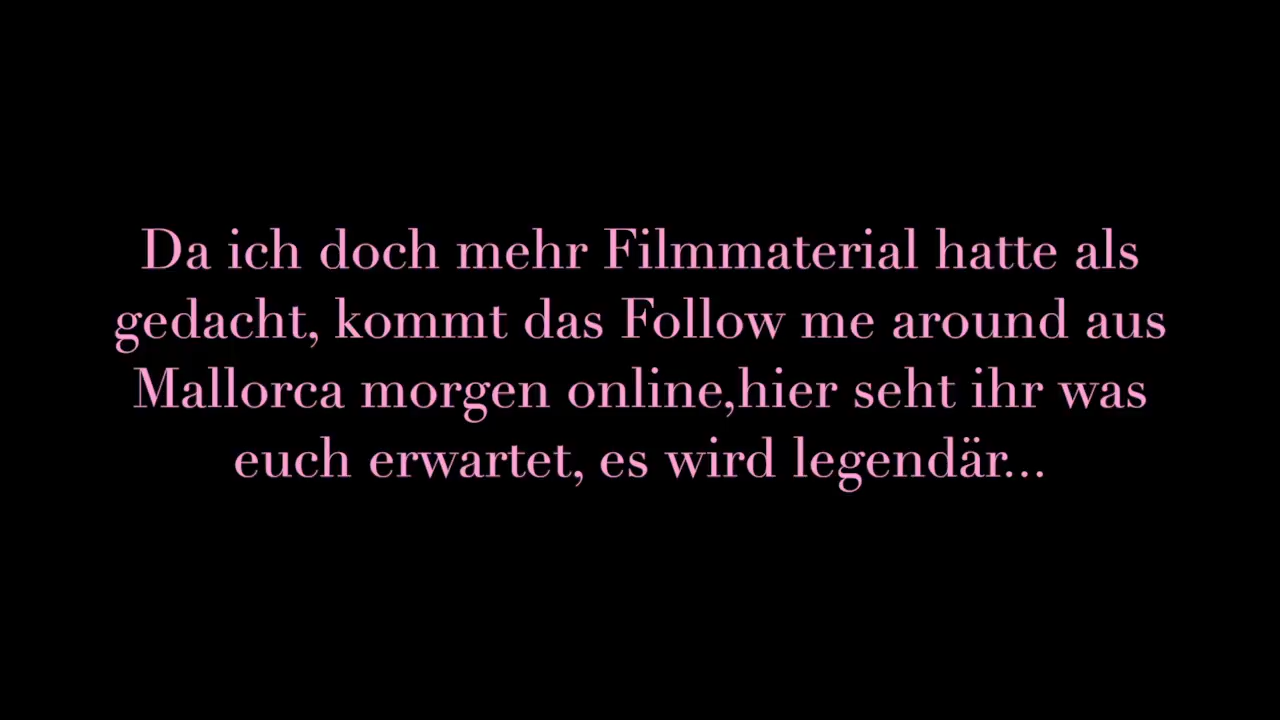 Da ich doch mehr Filmmaterial hatte als
gedacht, kommt das Follow me around aus
Mallorca morgen online,hier seht ihr was
euch erwartet, es wird legendär...